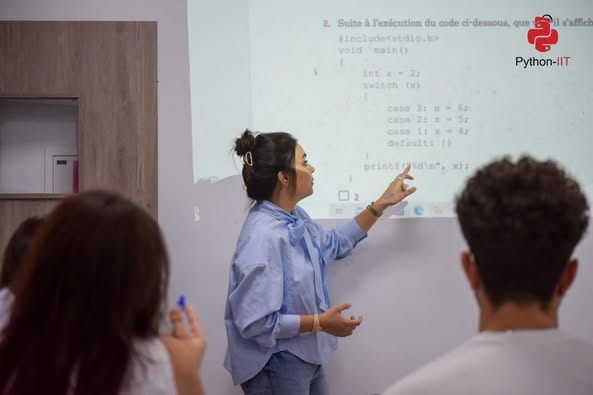 2. Suite à l'exécution du code ci-dessous, que s'affich
#include<stdio.h>
void main()
{
int x = 2;
switch (x)
{
case 3: x = 6;
case 2: x = 5;
case 1: x = 4;
default: {}
}
printf("%d\n", x);
}
2
Python-IIT